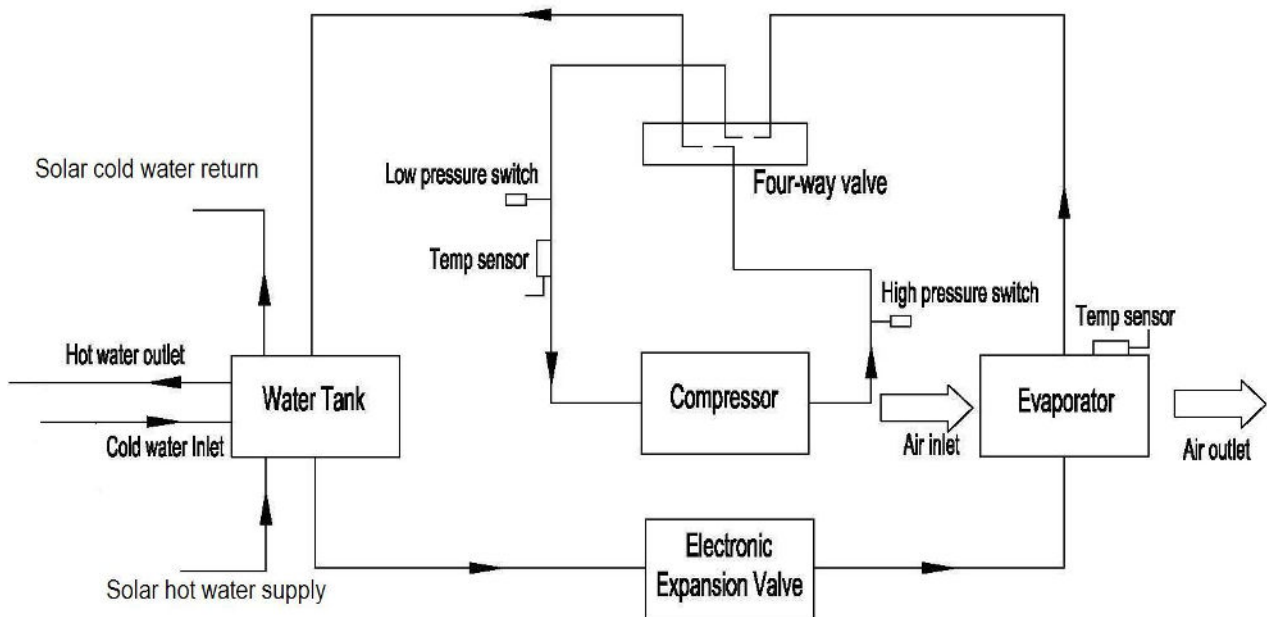 Solar cold water return
Low pressure switch
Four-way valve
Temp sensor
High pressure switch
Temp sensor
Hot water outlet
Water Tank
Compressor
Evaporator
Cold water Inlet
Air inlet
Air outlet
Electronic
Expansion Valve
Solar hot water supply